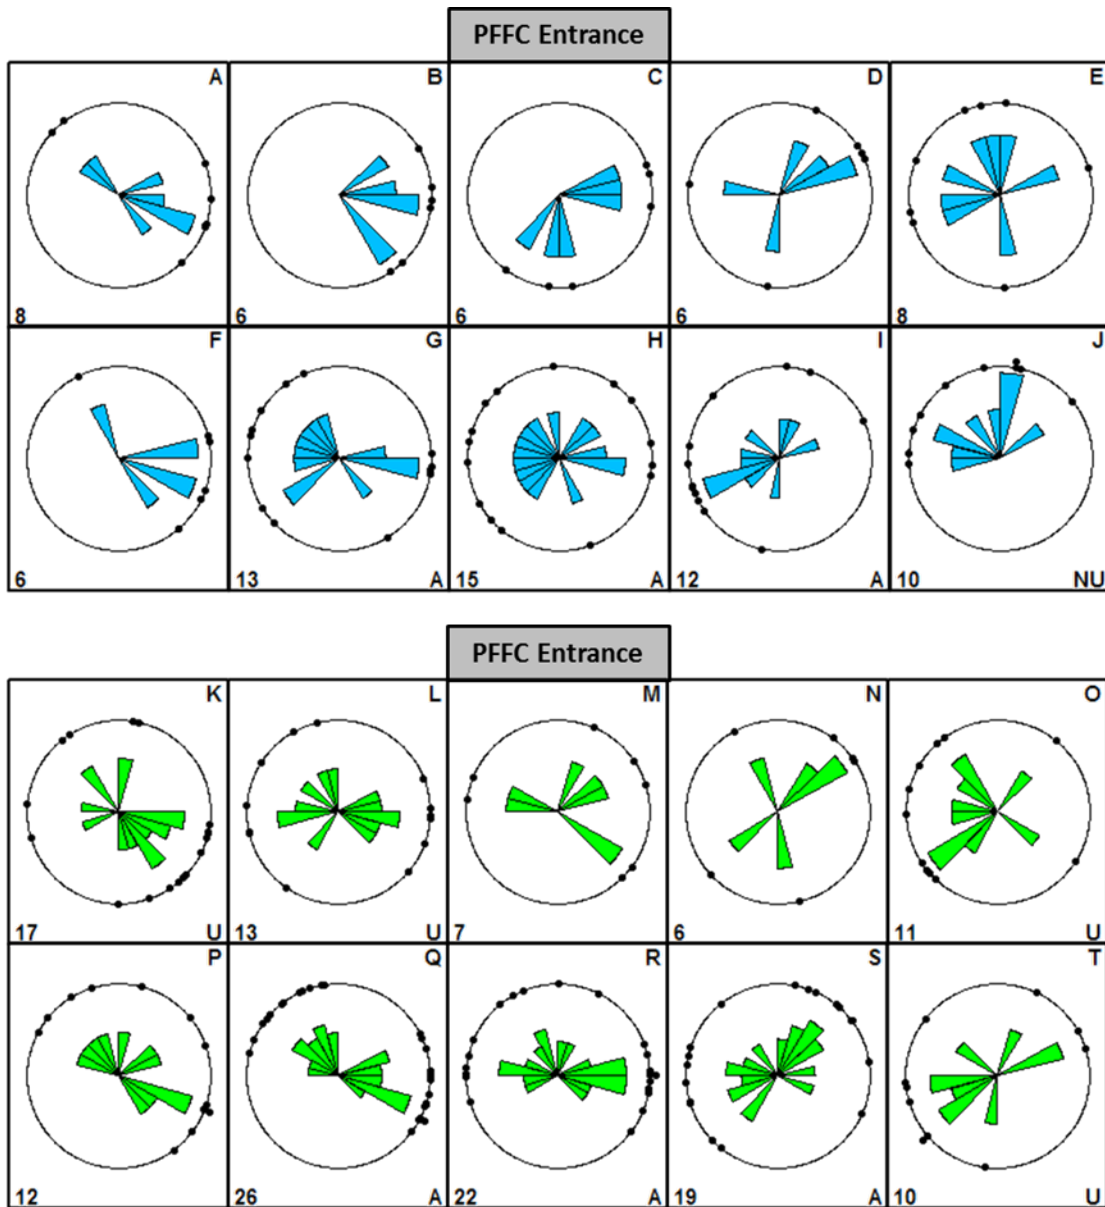 PFFC Entrance
A B C D E
8 6 6 6 8
F G H I J
6 13 A 15 A 12 A 10 NU
PFFC Entrance
K L M N O
17 U 13 U 7 6 11 U
P Q R S T
12 26 A 22 A 19 A 10 U